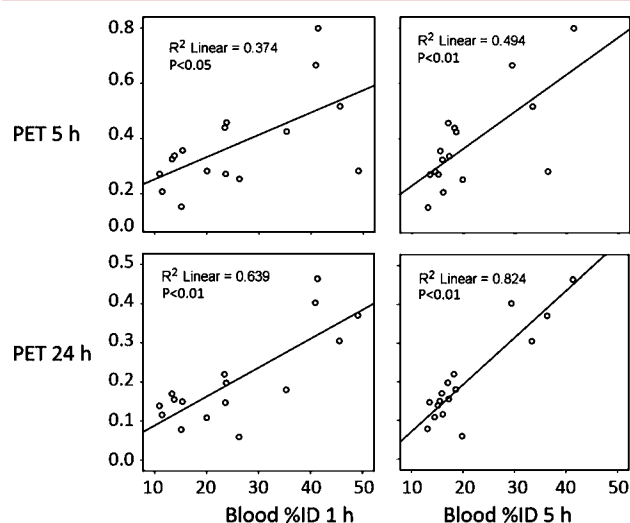 0.8
0.6
0.4
0.2
0.0
PET 5 h
R2 Linear = 0.374
P<0.05
R2 Linear = 0.494
P<0.01
0.5
0.4
0.3
0.2
0.1
0.0
PET 24 h
R2 Linear = 0.639
P<0.01
R2 Linear = 0.824
P<0.01
10 20 30 40 50 10 20 30 40 50
Blood %ID 1 h Blood %ID 5 h